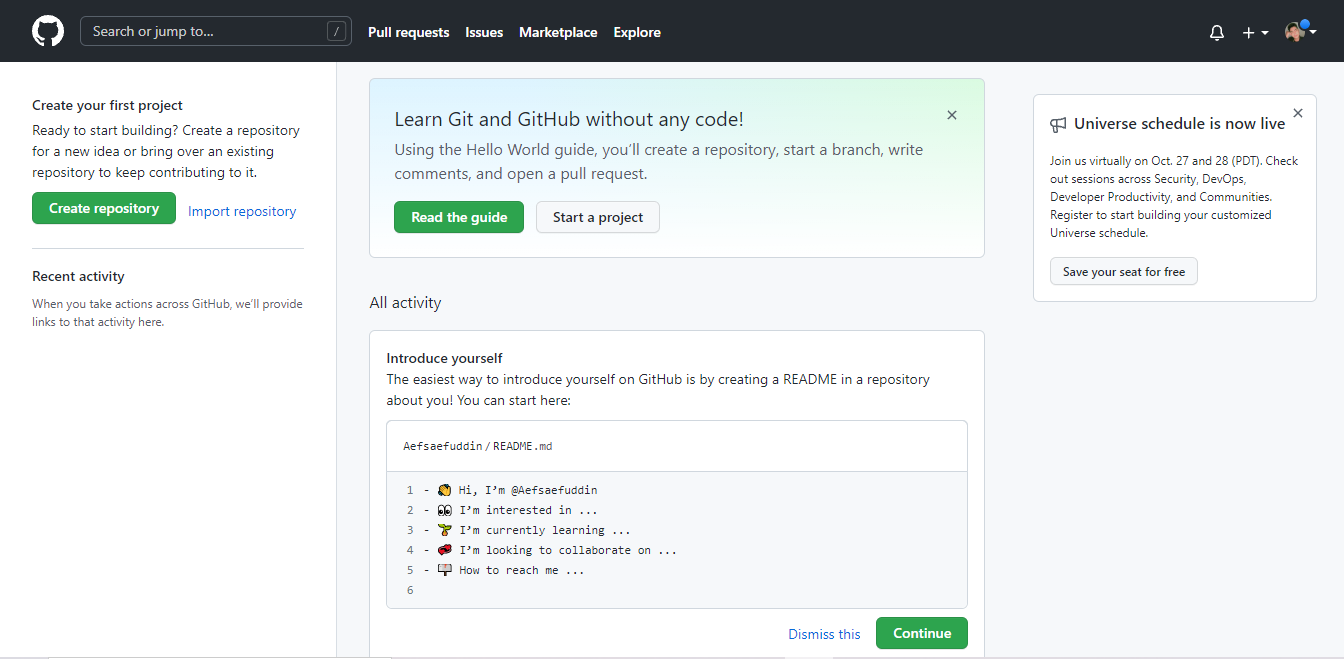 Search or jump to... /
Pull requests Issues Marketplace Explore
Create your first project
Ready to start building? Create a repository
for a new idea or bring over an existing
repository to keep contributing to it.
Create repository Import repository
Recent activity
When you take actions across GitHub, we’ll provide
links to that activity here.
Learn Git and GitHub without any code!
Using the Hello World guide, you’ll create a repository, start a branch, write
comments, and open a pull request.
Read the guide Start a project
All activity
Introduce yourself
The easiest way to introduce yourself on GitHub is by creating a README in a repository
about you! You can start here:
Aefsaefuddin/README.md
1 - 👋 Hi, I’m @Aefsaefuddin
2 - 👀 I’m interested in ...
3 - 🌱 I’m currently learning ...
4 - 💞️ I’m looking to collaborate on ...
5 - 📫 How to reach me ...
6
Dismiss this Continue
Universe schedule is now live
Join us virtually on Oct. 27 and 28 (PDT). Check
out sessions across Security, DevOps,
Developer Productivity, and Communities.
Register to start building your customized
Universe schedule.
Save your seat for free